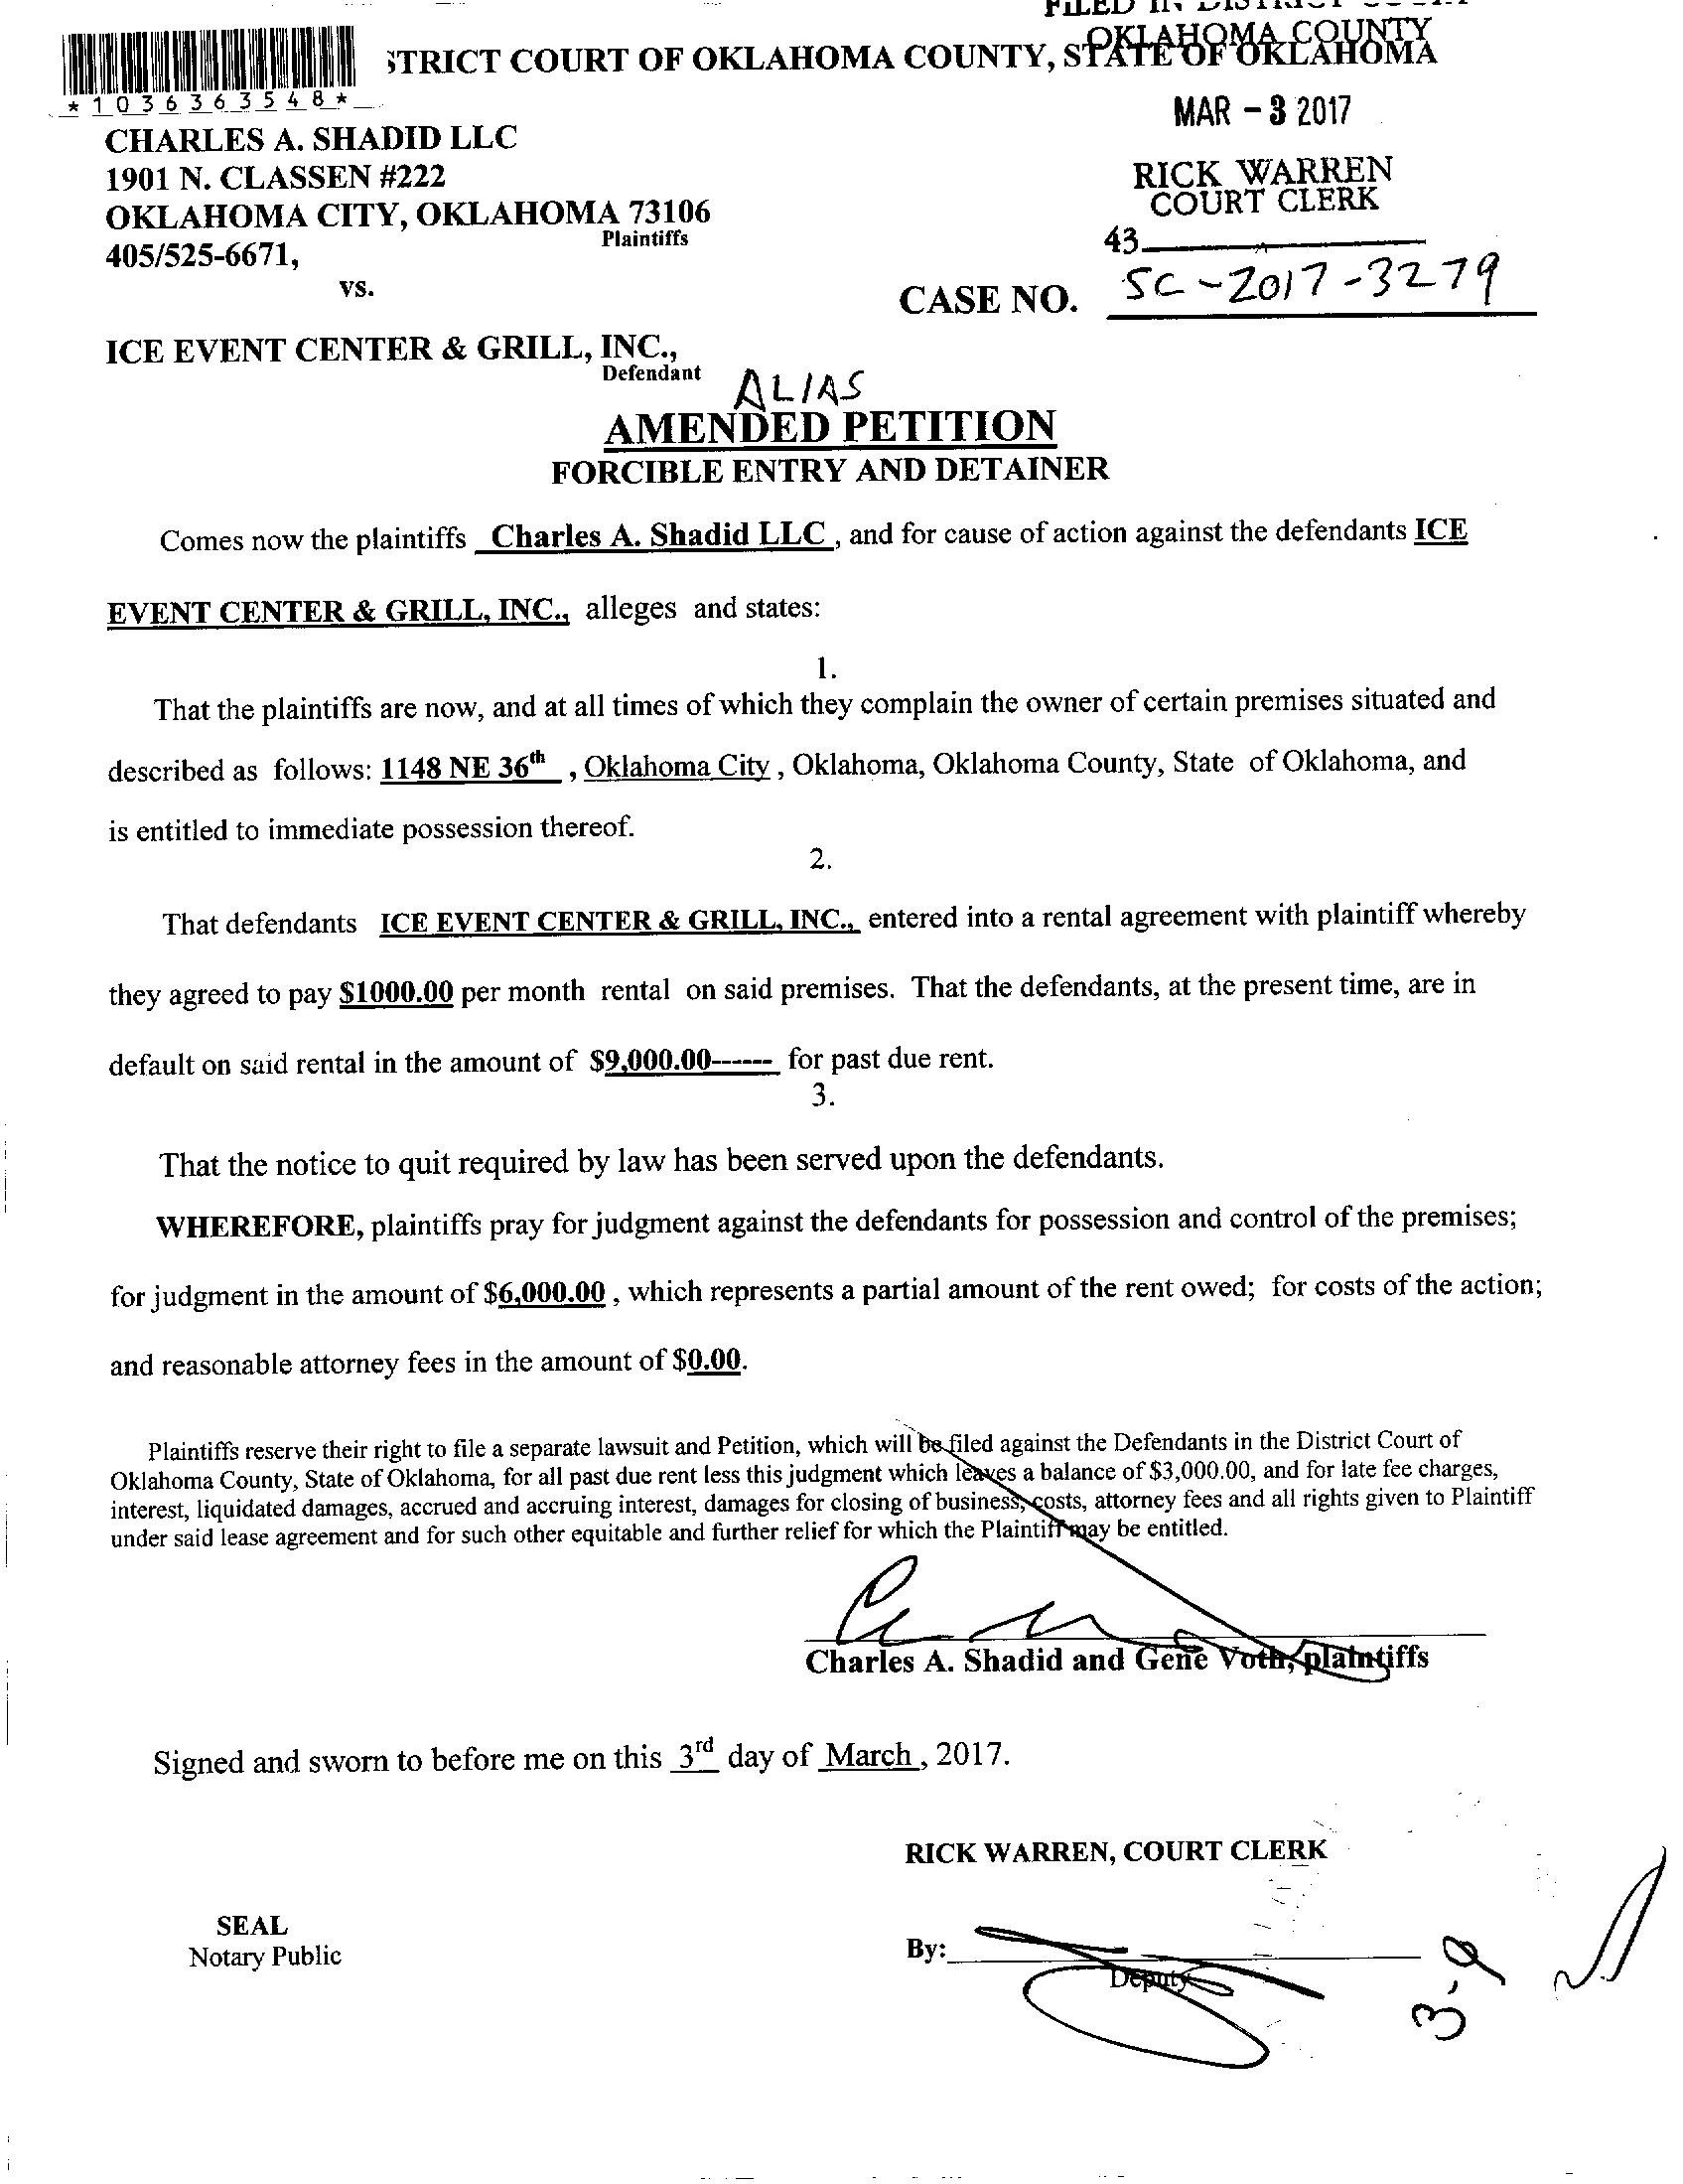 FILED IN DISTRICT COURT
OKLAHOMA COUNTY
STRICT COURT OF OKLAHOMA COUNTY, STATE OF OKLAHOMA
*1036363548*
MAR - 3 2017
CHARLES A. SHADID LLC
1901 N. CLASSEN #222
OKLAHOMA CITY, OKLAHOMA 73106
Plaintiffs
405/525-6671,
RICK WARREN
COURT CLERK
43
vs.
CASE NO. SC-2017-3279
ICE EVENT CENTER & GRILL, INC.,
Defendant
ALIAS
AMENDED PETITION
FORCIBLE ENTRY AND DETAINER
Comes now the plaintiffs Charles A. Shadid LLC , and for cause of action against the defendants ICE
EVENT CENTER & GRILL, INC., alleges and states:
1.
That the plaintiffs are now, and at all times of which they complain the owner of certain premises situated and
described as follows: 1148 NE 36th , Oklahoma City , Oklahoma, Oklahoma County, State of Oklahoma, and
is entitled to immediate possession thereof.
2.
That defendants ICE EVENT CENTER & GRILL, INC., entered into a rental agreement with plaintiff whereby
they agreed to pay $1000.00 per month rental on said premises. That the defendants, at the present time, are in
default on said rental in the amount of $9,000.00------ for past due rent.
3.
That the notice to quit required by law has been served upon the defendants.
WHEREFORE, plaintiffs pray for judgment against the defendants for possession and control of the premises;
for judgment in the amount of $6,000.00 , which represents a partial amount of the rent owed; for costs of the action;
and reasonable attorney fees in the amount of $0.00.
Plaintiffs reserve their right to file a separate lawsuit and Petition, which will be filed against the Defendants in the District Court of
Oklahoma County, State of Oklahoma, for all past due rent less this judgment which leaves a balance of $3,000.00, and for late fee charges,
interest, liquidated damages, accrued and accruing interest, damages for closing of business, costs, attorney fees and all rights given to Plaintiff
under said lease agreement and for such other equitable and further relief for which the Plaintiff may be entitled.
Charles A. Shadid and Gene Voth, plaintiffs
Signed and sworn to before me on this 3rd day of March , 2017.
RICK WARREN, COURT CLERK
SEAL
Notary Public
By:
Deputy
3-9